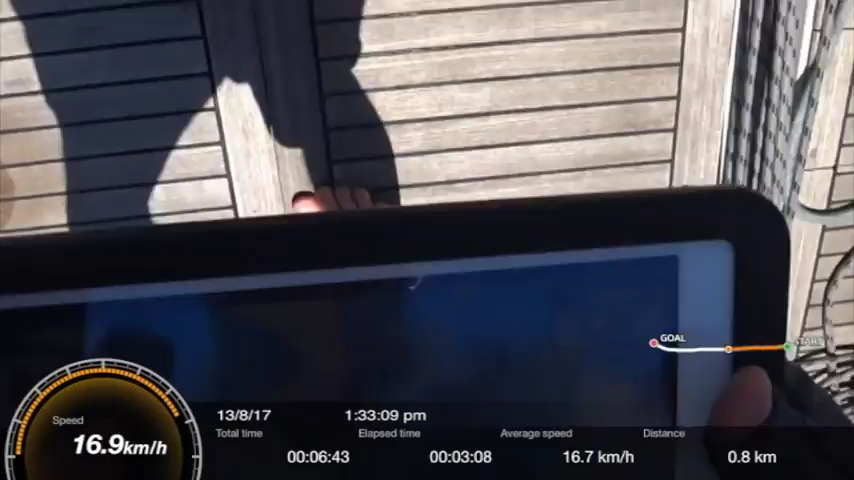 GOAL
START
Speed
16.9km/h
13/8/17 1:33:09 pm
Total time Elapsed time Average speed Distance
00:06:43 00:03:08 16.7 km/h 0.8 km